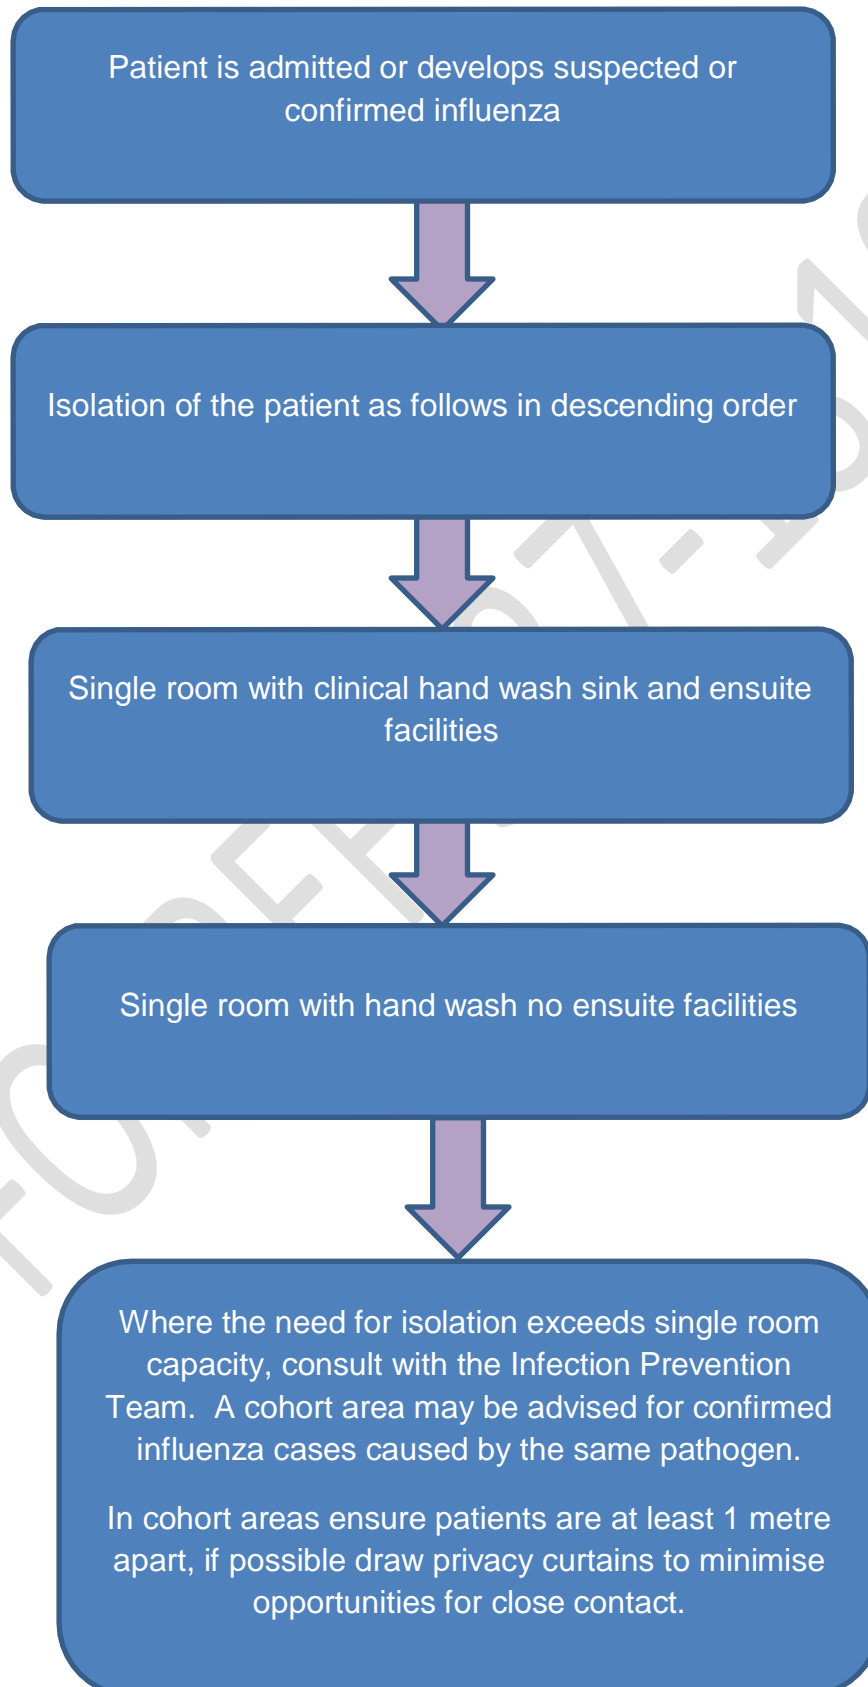 Patient is admitted or develops suspected or
confirmed influenza
Isolation of the patient as follows in descending order
Single room with clinical hand wash sink and ensuite
facilities
Single room with hand wash no ensuite facilities
Where the need for isolation exceeds single room
capacity, consult with the Infection Prevention
Team.  A cohort area may be advised for confirmed
influenza cases caused by the same pathogen.
In cohort areas ensure patients are at least 1 metre
apart, if possible draw privacy curtains to minimise
opportunities for close contact.